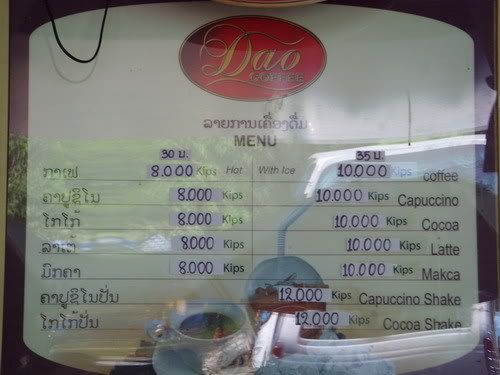 Dao
COFFEE
ລາຍການເຄື່ອງດື່ມ
MENU
30 ບ. 35 ບ.
ກາເຟ 8.000 Kips Hot With Ice 10.000 Kips coffee
ຄາປູຊິໂນ 8.000 Kips 10.000 Kips Capuccino
ໂກໂກ້ 8.000 Kips 10.000 Kips Cocoa
ລາເຕ້ 8.000 Kips 10.000 Kips Latte
ມັກຄາ 8.000 Kips 10.000 Kips Makca
ຄາປູຊິໂນປັ່ນ 12.000 Kips Capuccino Shake
ໂກໂກ້ປັ່ນ 12.000 Kips Cocoa Shake